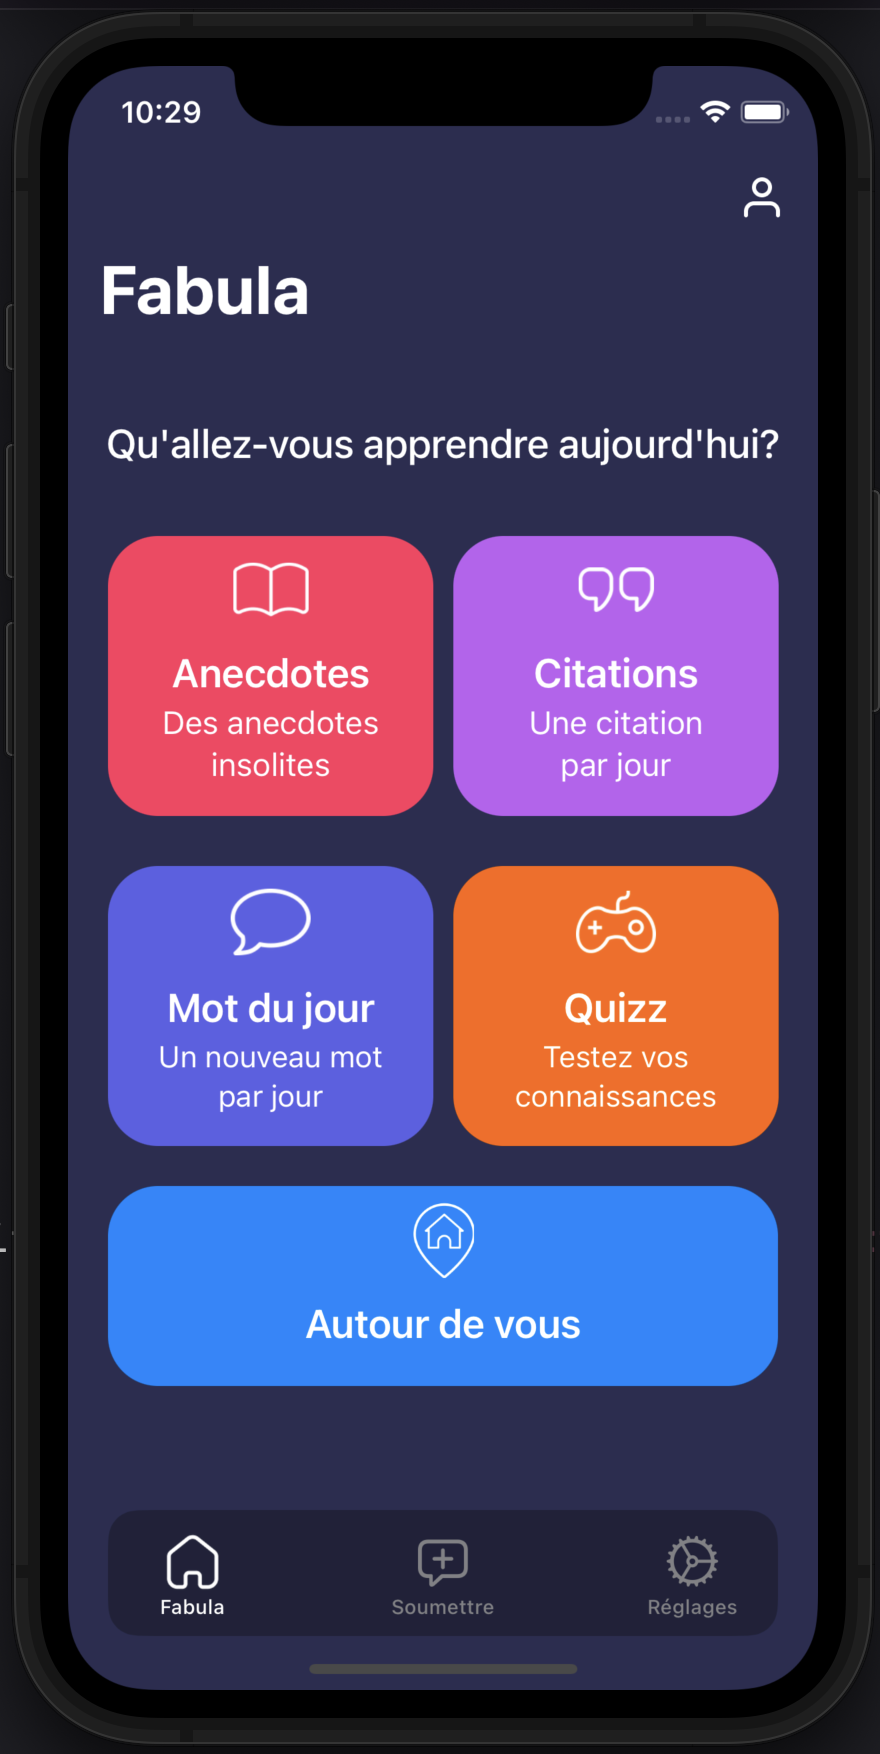 10:29
Fabula
Qu'allez-vous apprendre aujourd'hui?
Anecdotes
Des anecdotes
insolites
Citations
Une citation
par jour
Mot du jour
Un nouveau mot
par jour
Quizz
Testez vos
connaissances
Autour de vous
Fabula
Soumettre
Réglages